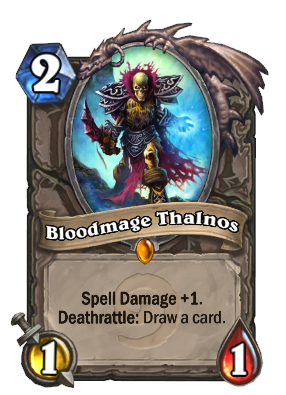 2
Bloodmage Thalnos
Spell Damage +1.
Deathrattle: Draw a card.
1
1